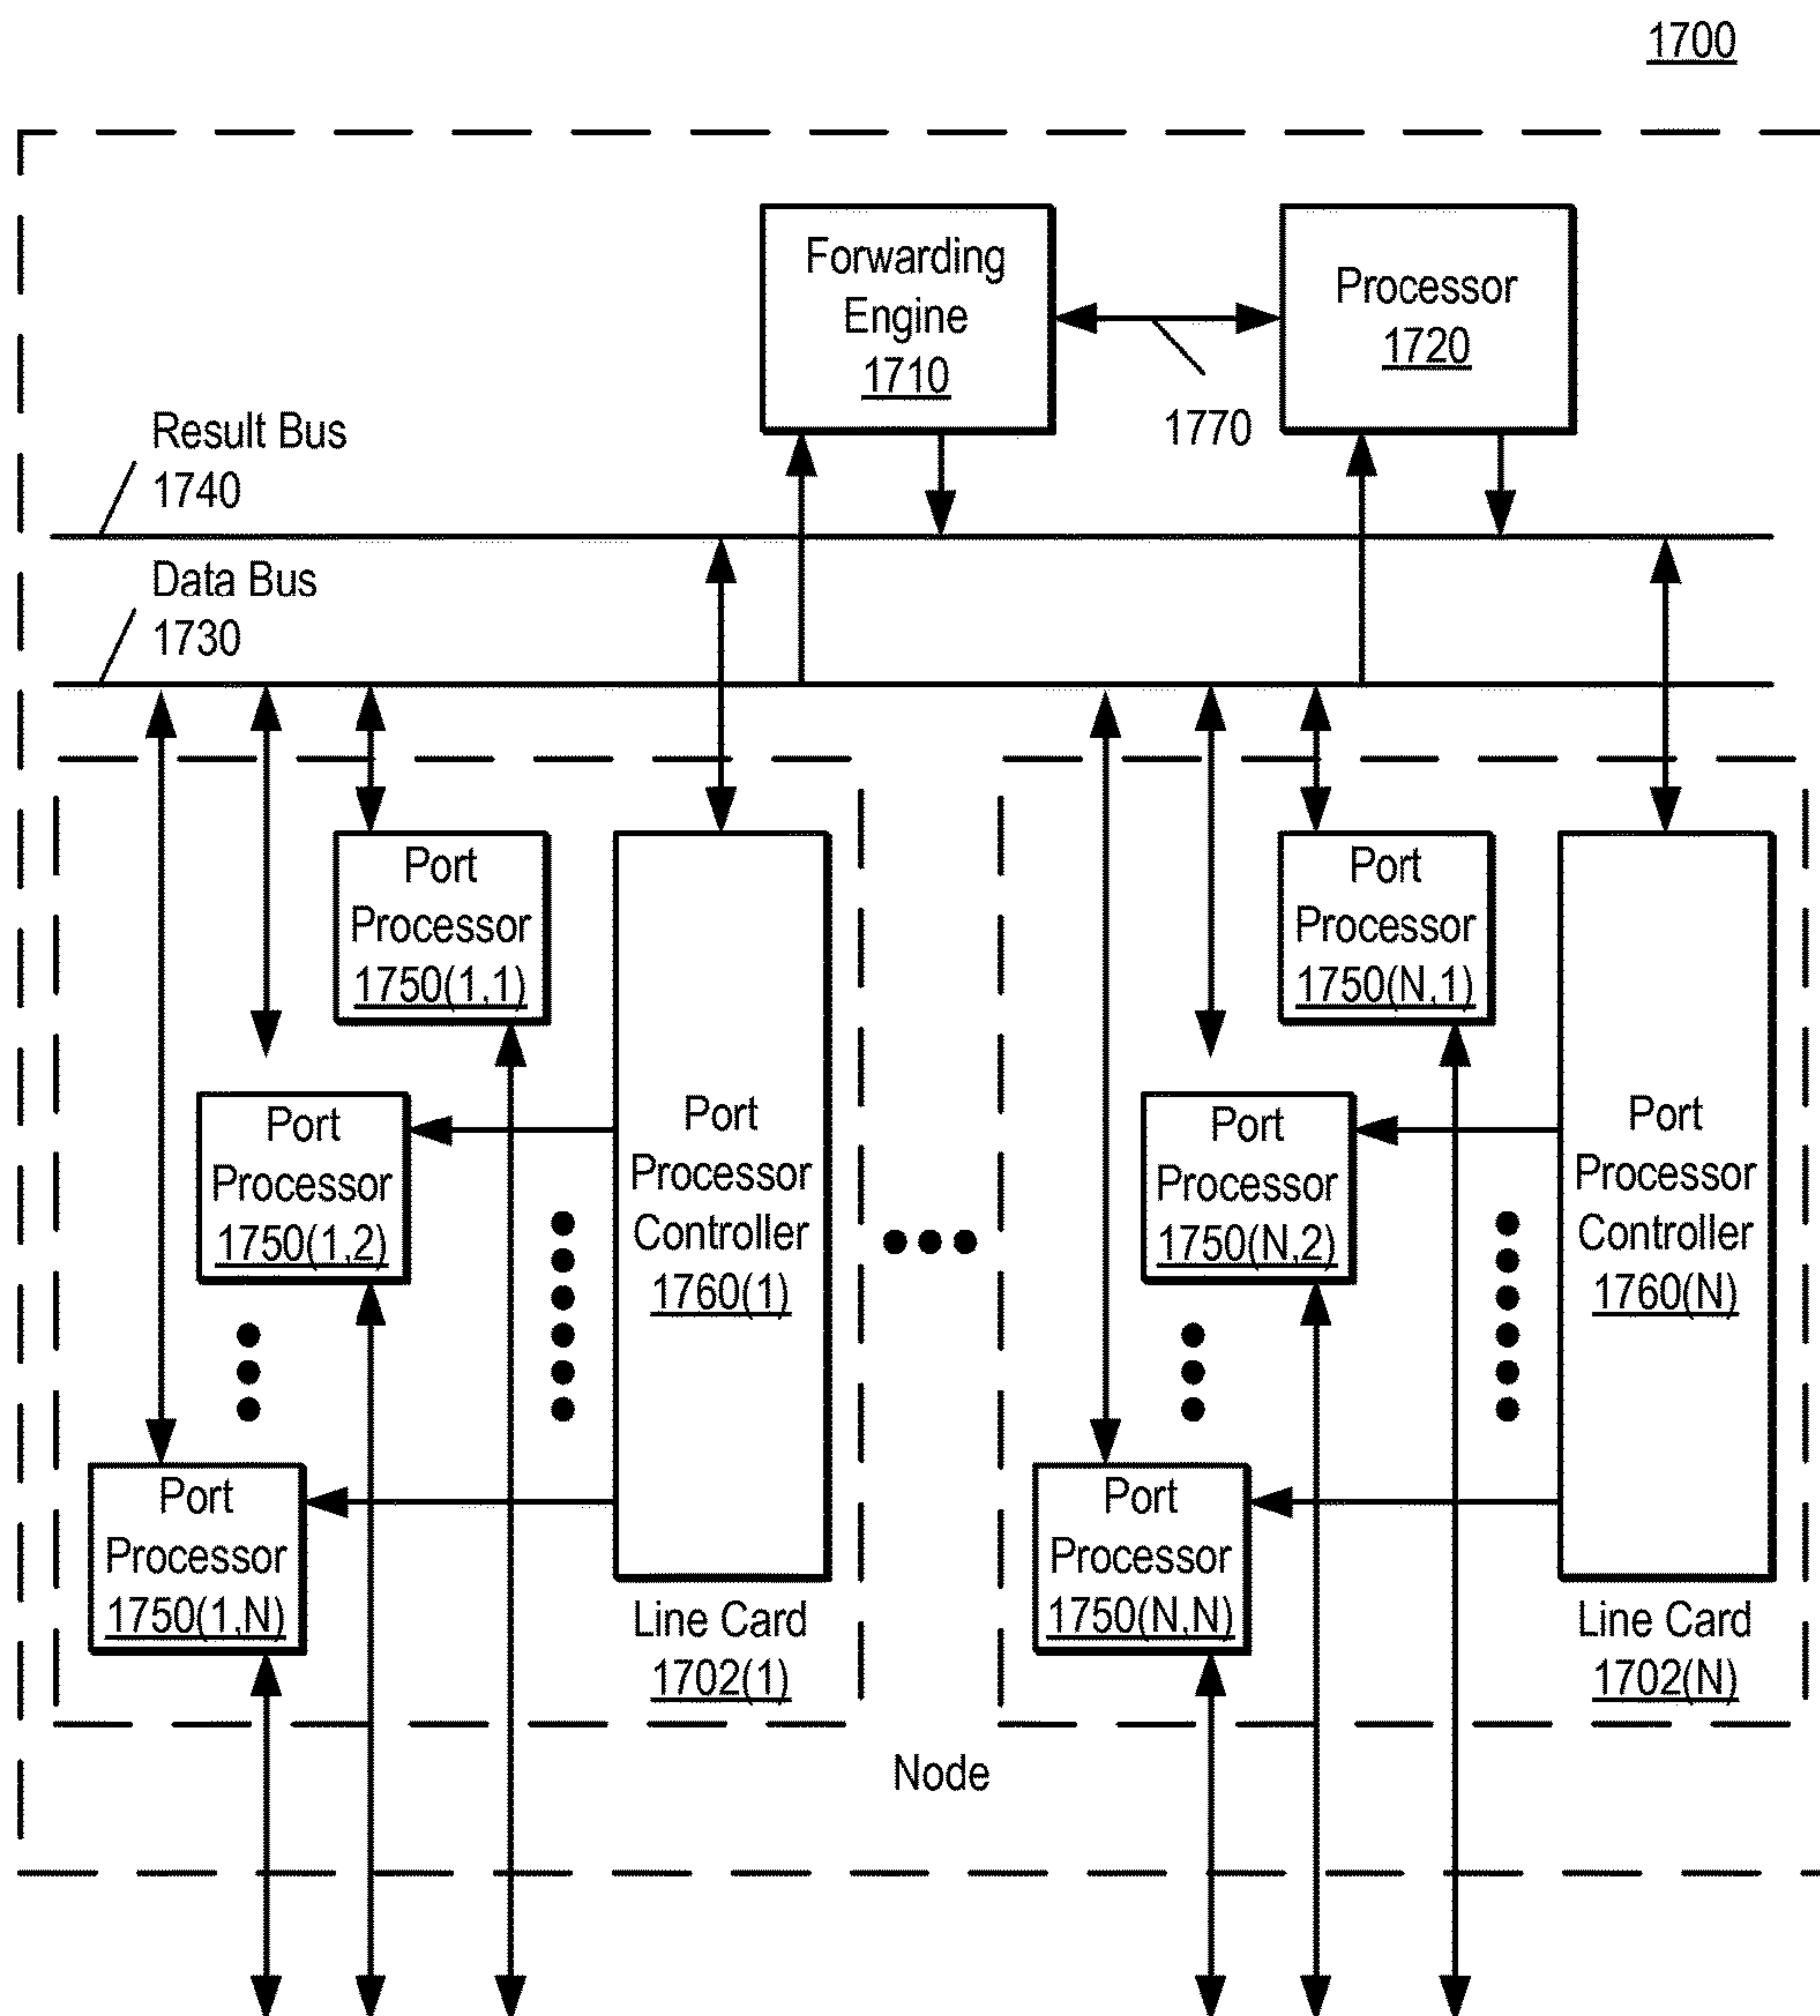 1700
Forwarding
Engine
1710
Processor
1720
1770
Result Bus
1740
Data Bus
1730
Port
Processor
1750(1,1)
Port
Processor
1750(1,2)
Port
Processor
1750(1,N)
Port
Processor
Controller
1760(1)
Line Card
1702(1)
Port
Processor
1750(N,1)
Port
Processor
1750(N,2)
Port
Processor
1750(N,N)
Port
Processor
Controller
1760(N)
Line Card
1702(N)
Node